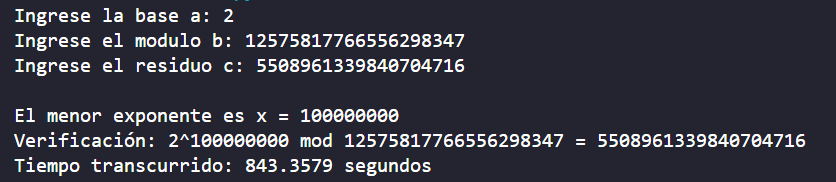 Ingrese la base a: 2
Ingrese el modulo b: 12575817766556298347
Ingrese el residuo c: 5508961339840704716
El menor exponente es x = 100000000
Verificación: 2^100000000 mod 12575817766556298347 = 5508961339840704716
Tiempo transcurrido: 843.3579 segundos